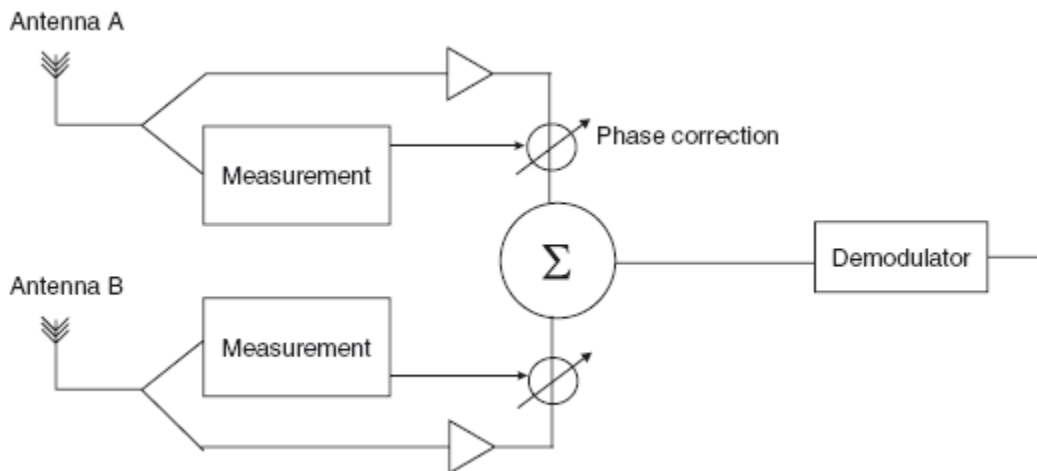 Antenna A
Measurement
Phase correction
Σ
Demodulator
Antenna B
Measurement